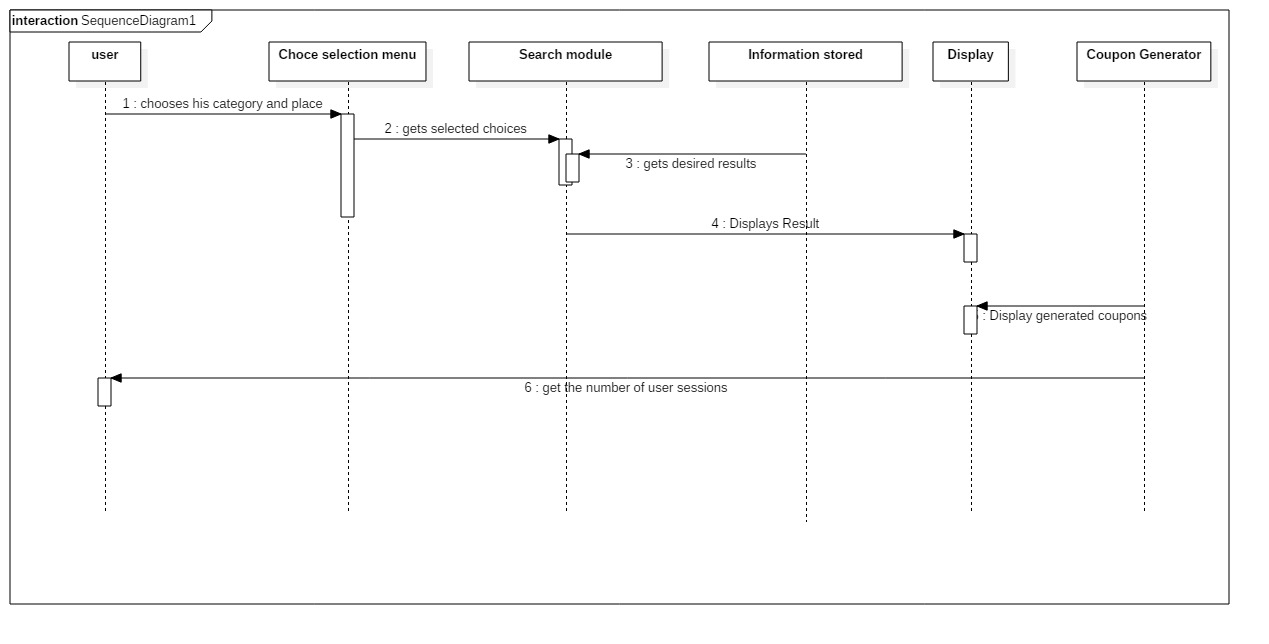 interaction SequenceDiagram1
user
Choce selection menu
Search module
Information stored
Display
Coupon Generator
1 : chooses his category and place
2 : gets selected choices
3 : gets desired results
4 : Displays Result
: Display generated coupons
6 : get the number of user sessions